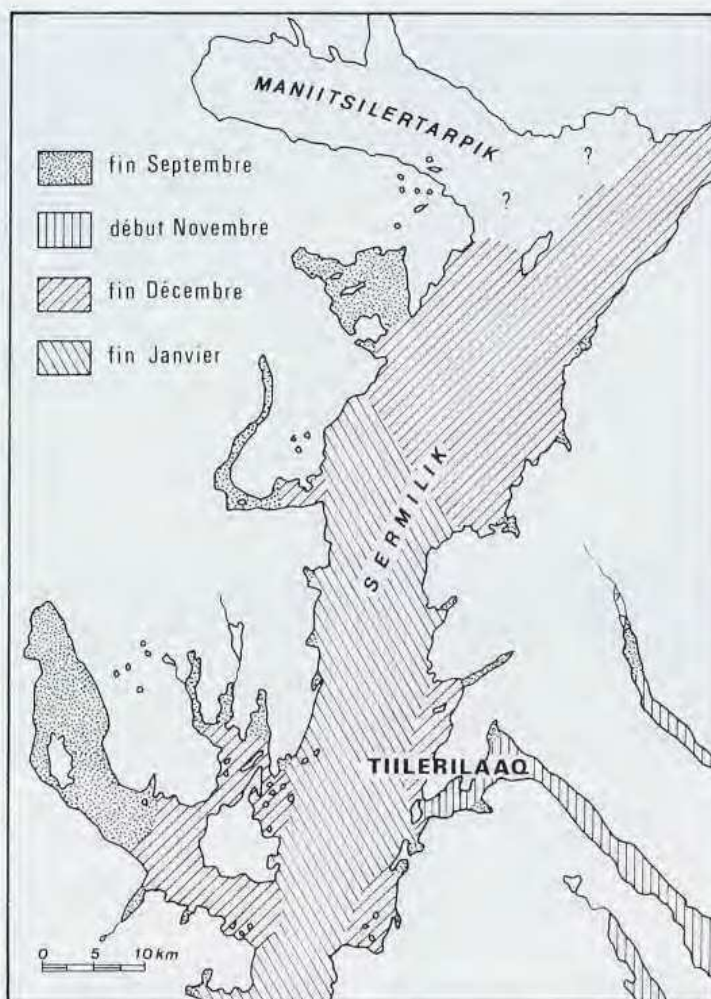 MANIITSILERTARPIK
?
?
fin Septembre
début Novembre
fin Décembre
fin Janvier
SERMILIK
TIILERILAAQ
0 5 10 km